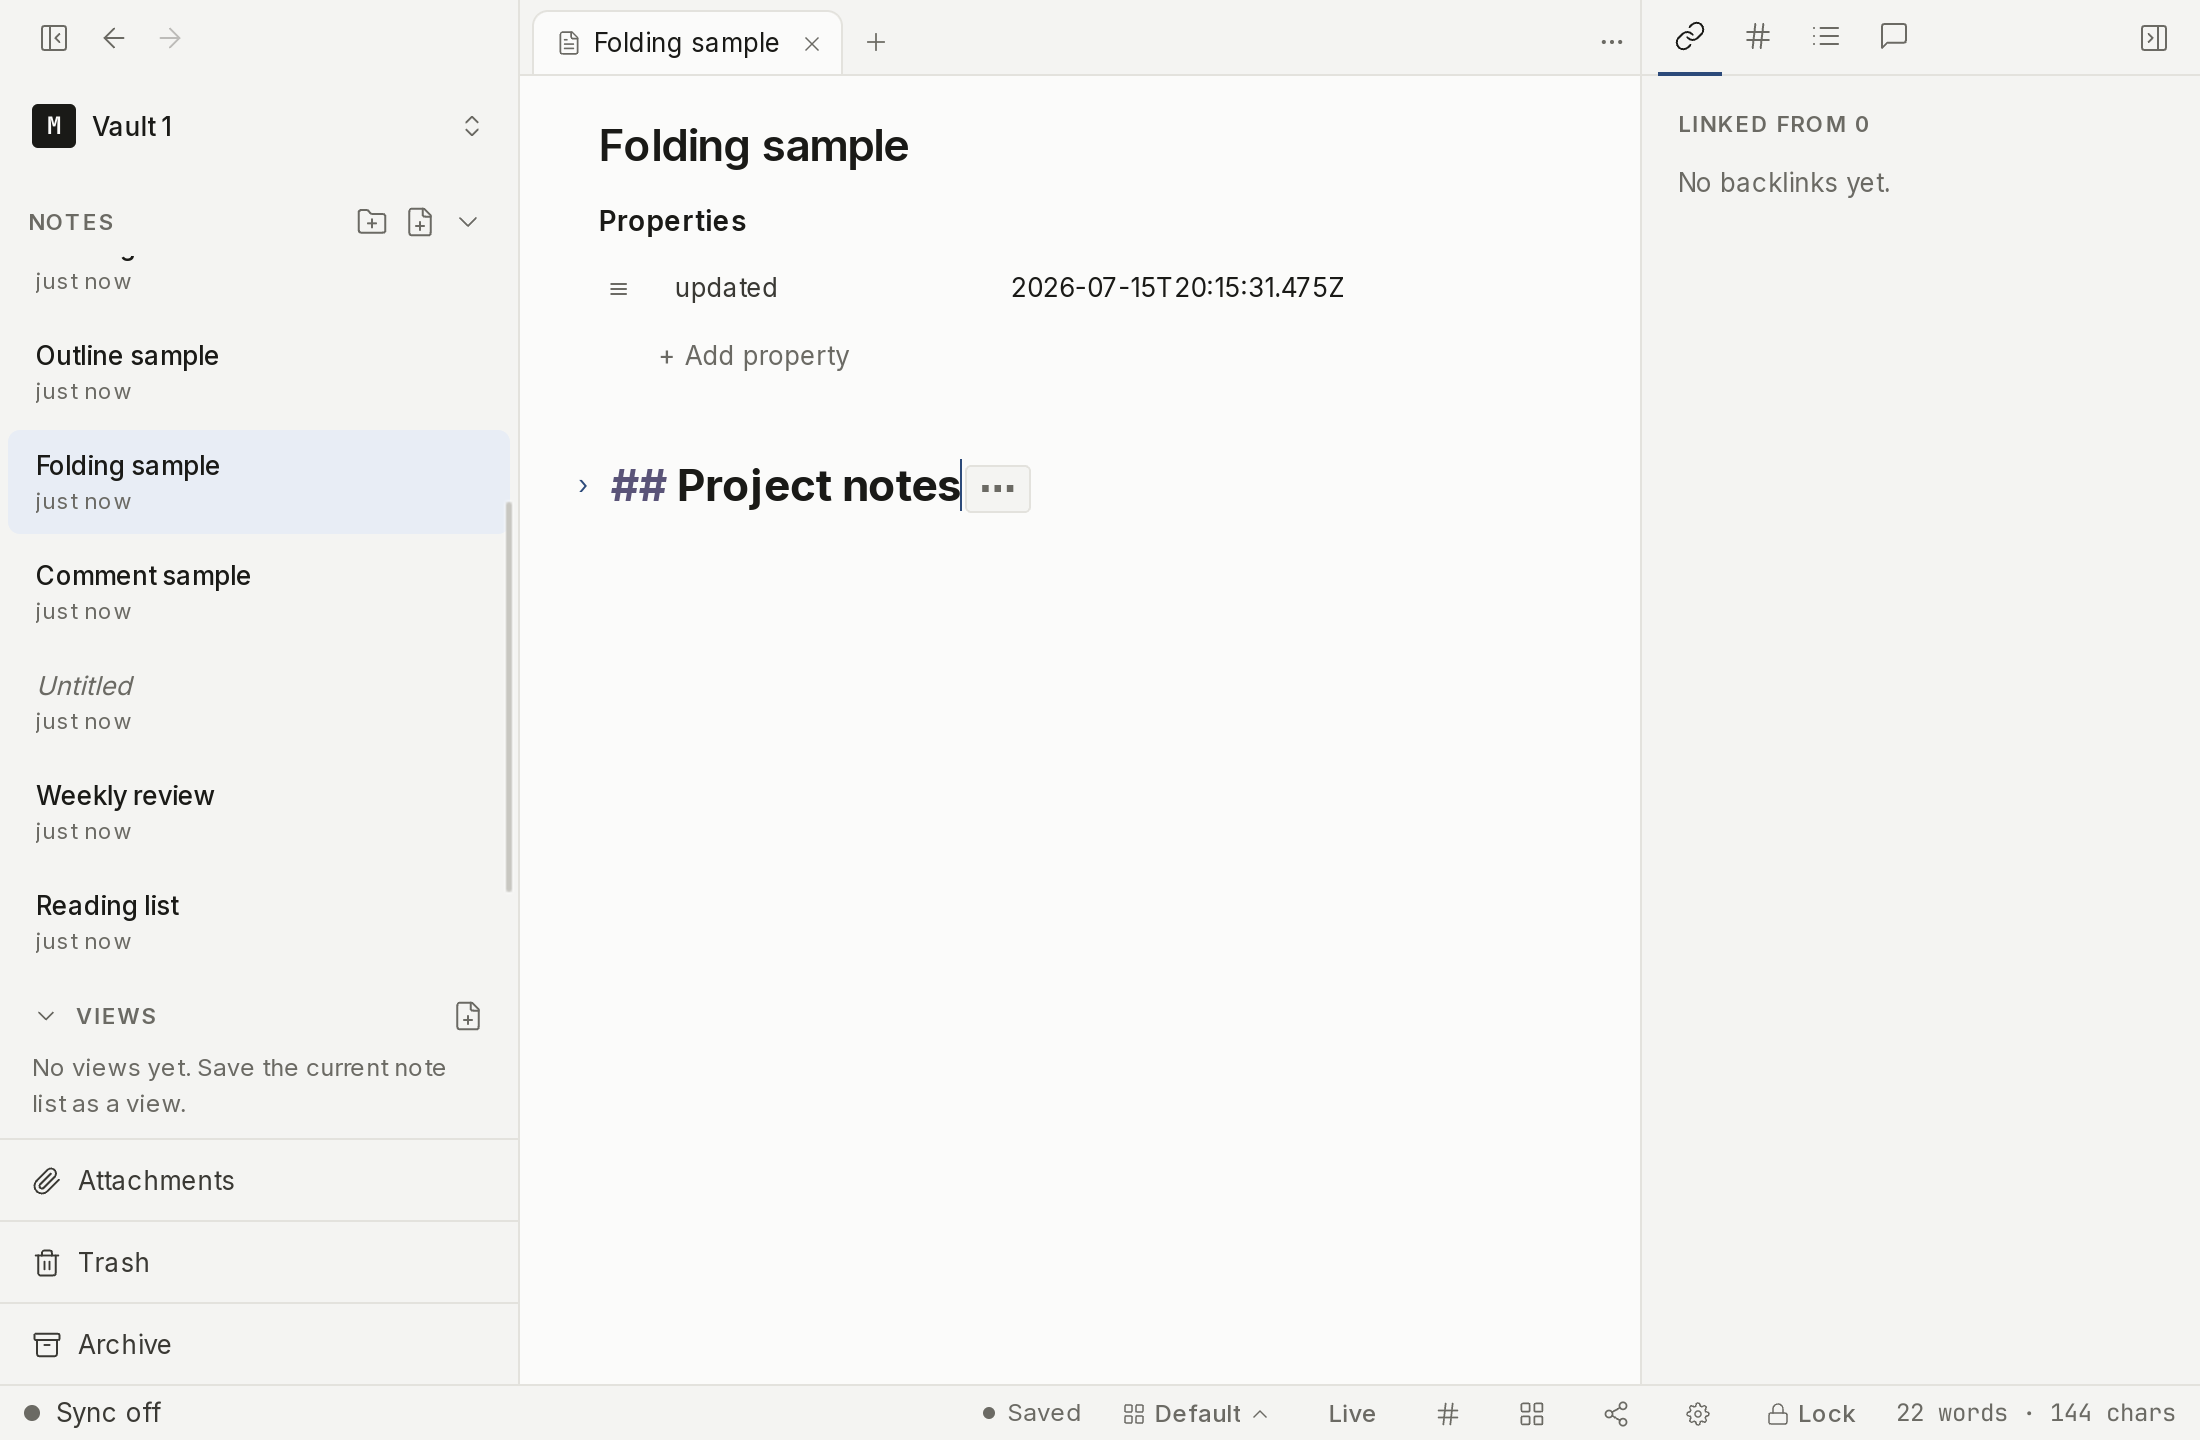 Folding sample
M Vault 1
NOTES
just now
Outline sample
just now
Folding sample
just now
Comment sample
just now
Untitled
just now
Weekly review
just now
Reading list
just now
VIEWS
No views yet. Save the current note
list as a view.
Attachments
Trash
Archive
Folding sample
Properties
updated 2026-07-15T20:15:31.475Z
+ Add property
## Project notes
LINKED FROM 0
No backlinks yet.
Sync off
Saved Default Live Lock 22 words · 144 chars